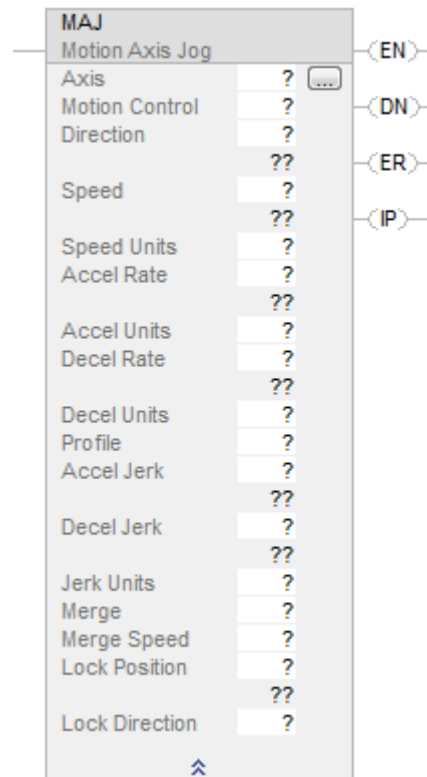 MAJ
Motion Axis Jog (EN)
Axis ? ...
Motion Control ? (DN)
Direction ?
?? (ER)
Speed ?
?? (IP)
Speed Units ?
Accel Rate ?
??
Accel Units ?
Decel Rate ?
??
Decel Units ?
Profile ?
Accel Jerk ?
??
Decel Jerk ?
??
Jerk Units ?
Merge ?
Merge Speed ?
Lock Position ?
??
Lock Direction ?